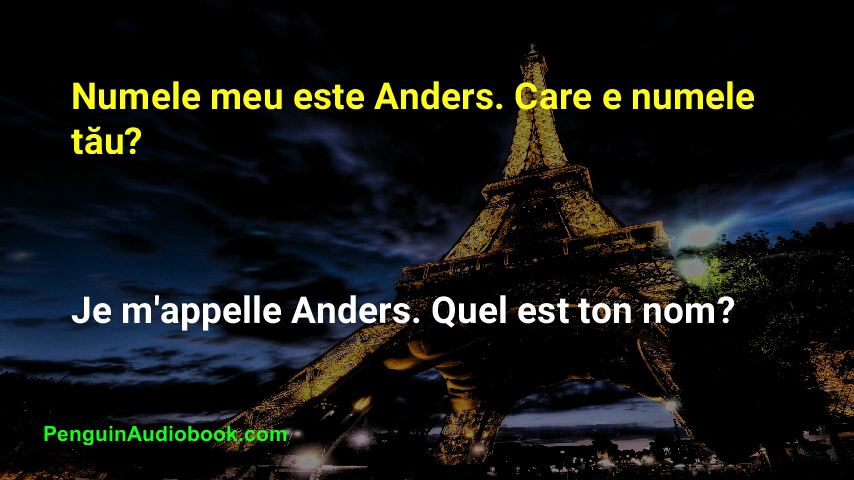 Numele meu este Anders. Care e numele
tău?
Je m'appelle Anders. Quel est ton nom?
PenguinAudiobook.com